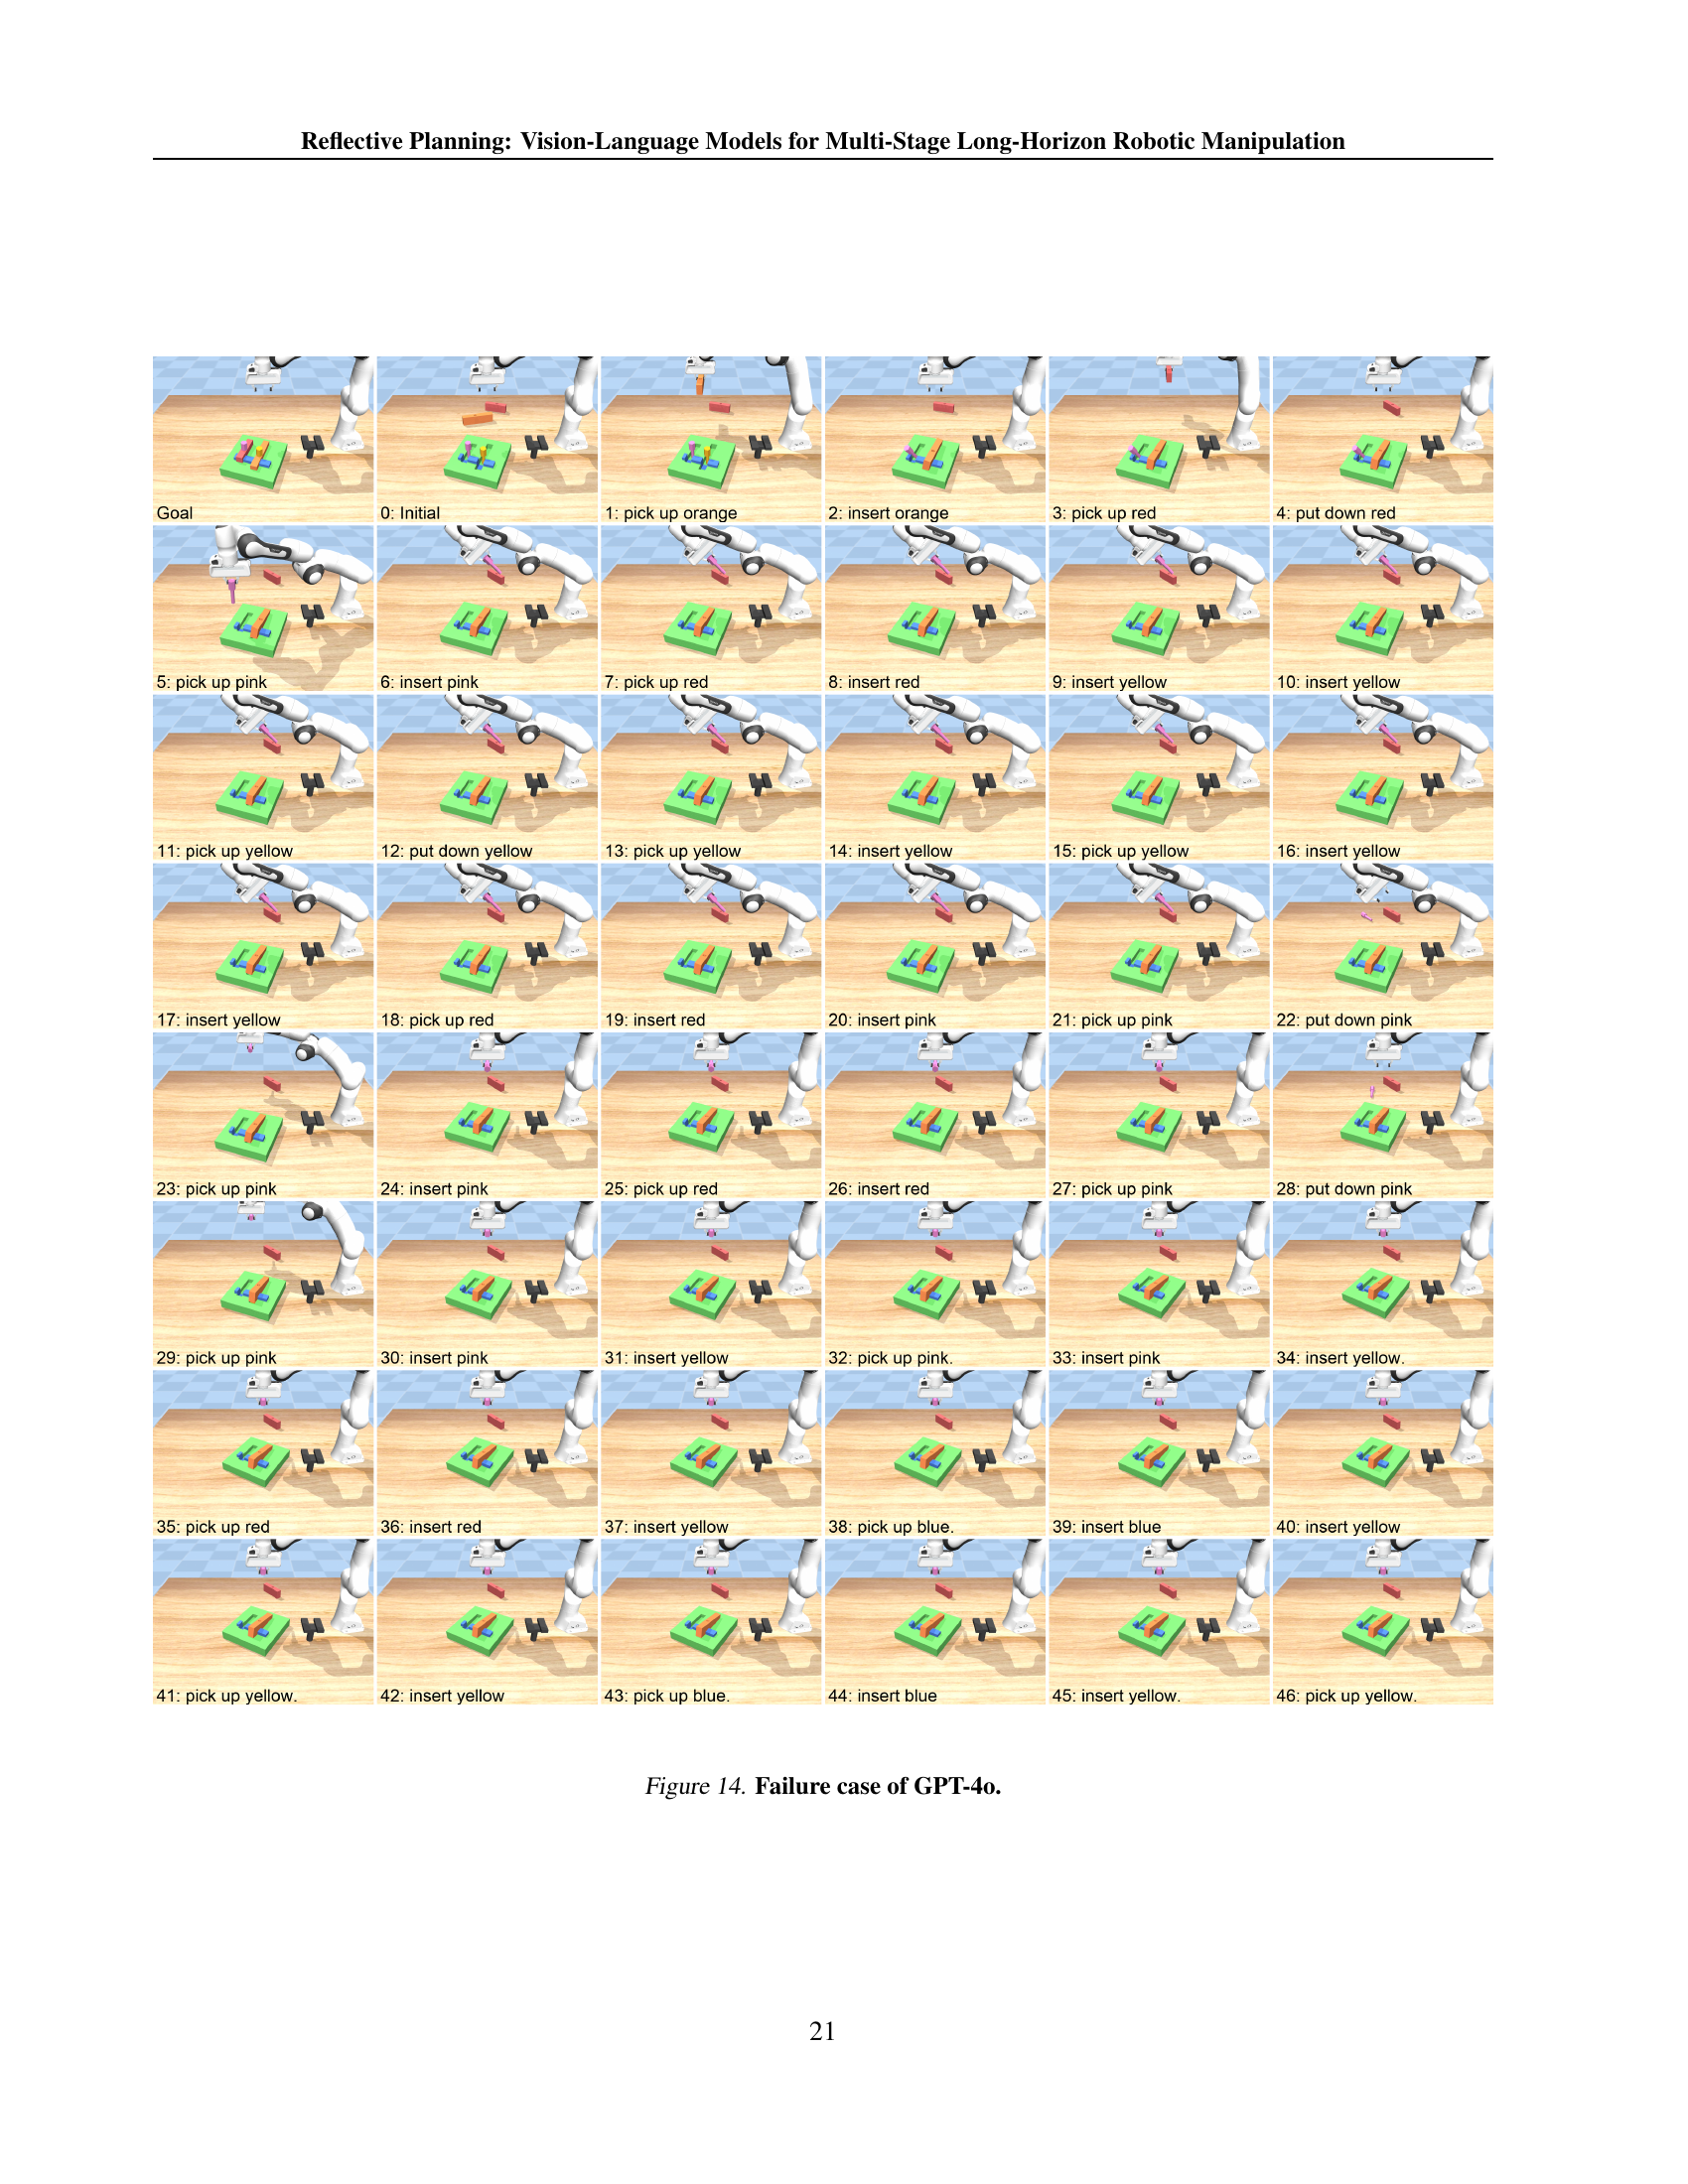 Reflective Planning: Vision-Language Models for Multi-Stage Long-Horizon Robotic Manipulation
Goal
0: Initial
1: pick up orange
2: insert orange
3: pick up red
4: put down red
5: pick up pink
6: insert pink
7: pick up red
8: insert red
9: insert yellow
10: insert yellow
11: pick up yellow
12: put down yellow
13: pick up yellow
14: insert yellow
15: pick up yellow
16: insert yellow
17: insert yellow
18: pick up red
19: insert red
20: insert pink
21: pick up pink
22: put down pink
23: pick up pink
24: insert pink
25: pick up red
26: insert red
27: pick up pink
28: put down pink
29: pick up pink
30: insert pink
31: insert yellow
32: pick up pink.
33: insert pink
34: insert yellow.
35: pick up red
36: insert red
37: insert yellow
38: pick up blue.
39: insert blue
40: insert yellow
41: pick up yellow.
42: insert yellow
43: pick up blue.
44: insert blue
45: insert yellow.
46: pick up yellow.
Figure 14. Failure case of GPT-4o.
21